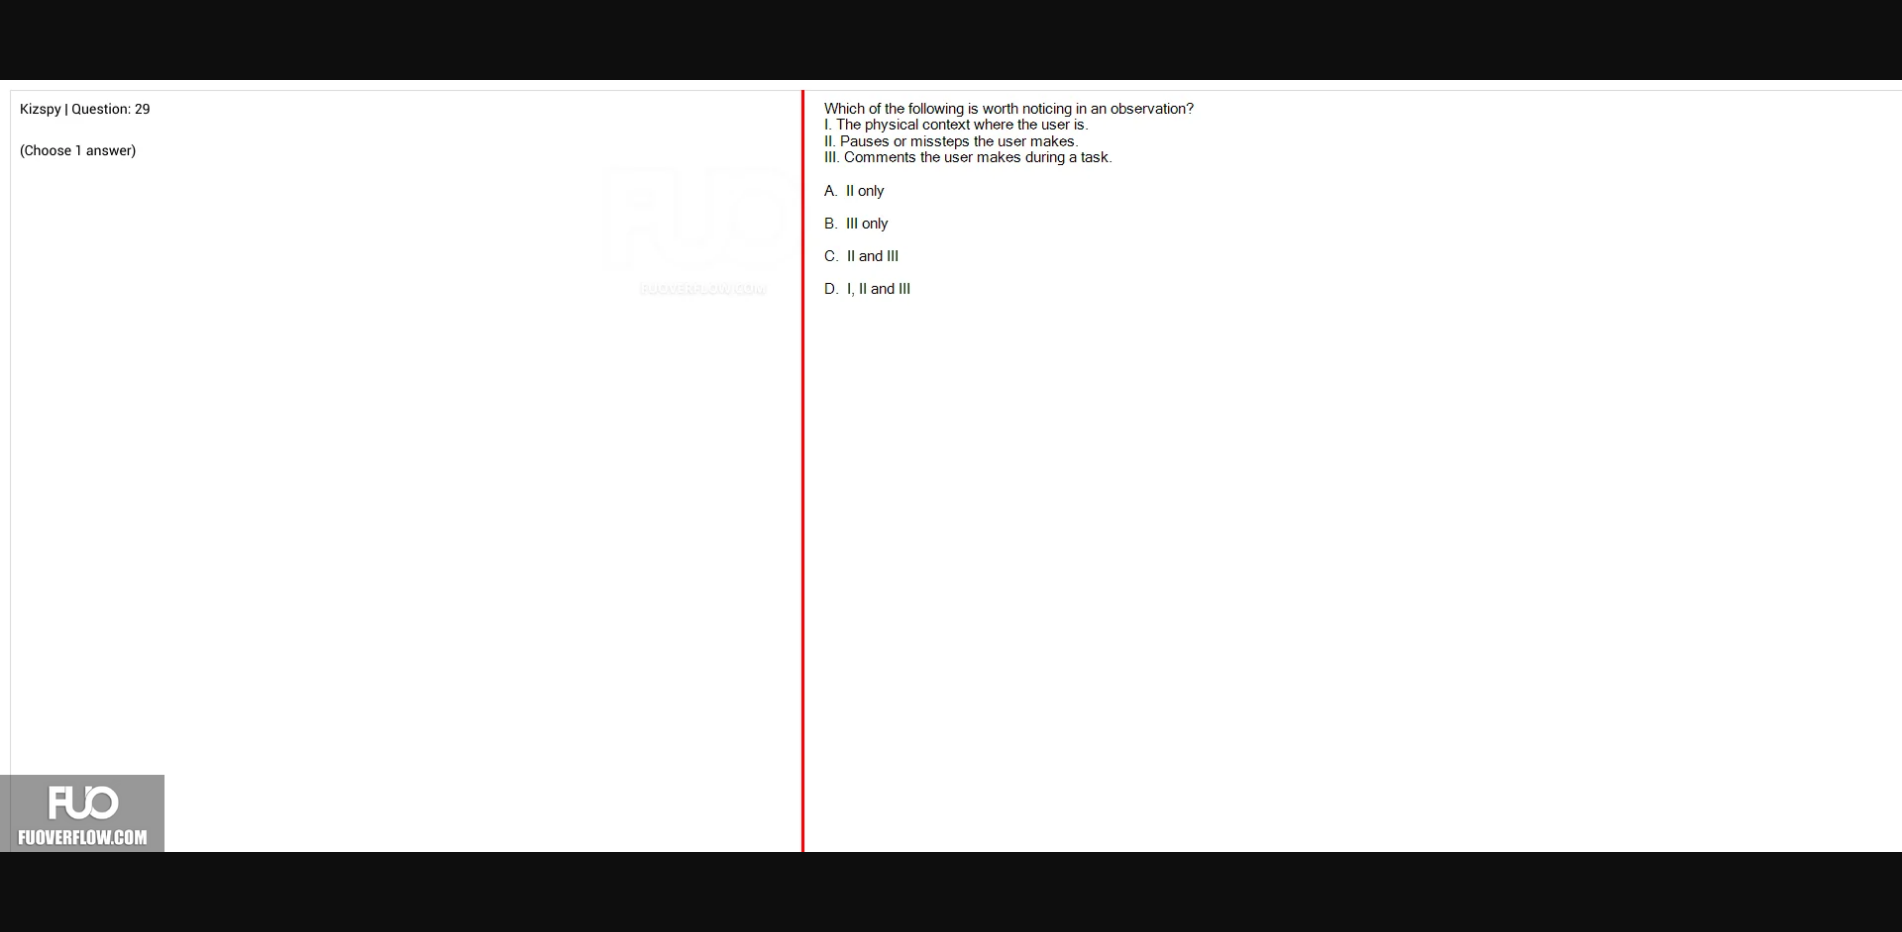 Kizspy | Question: 29
(Choose 1 answer)
Which of the following is worth noticing in an observation?
I. The physical context where the user is.
II. Pauses or missteps the user makes.
III. Comments the user makes during a task.
A. II only
B. III only
C. II and III
D. I, II and III
FUO
FUOVERFLOW.COM
FUO
FUOVERFLOW.COM